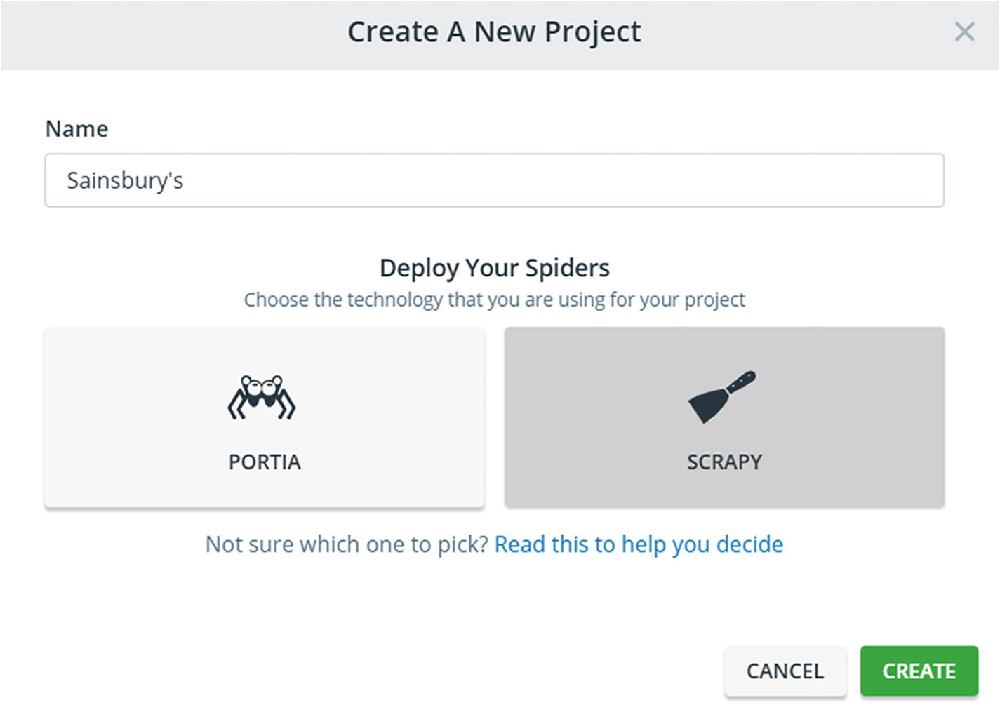 Create A New Project
Name
Sainsbury's
Deploy Your Spiders
Choose the technology that you are using for your project
PORTIA
SCRAPY
Not sure which one to pick? Read this to help you decide
CANCEL
CREATE